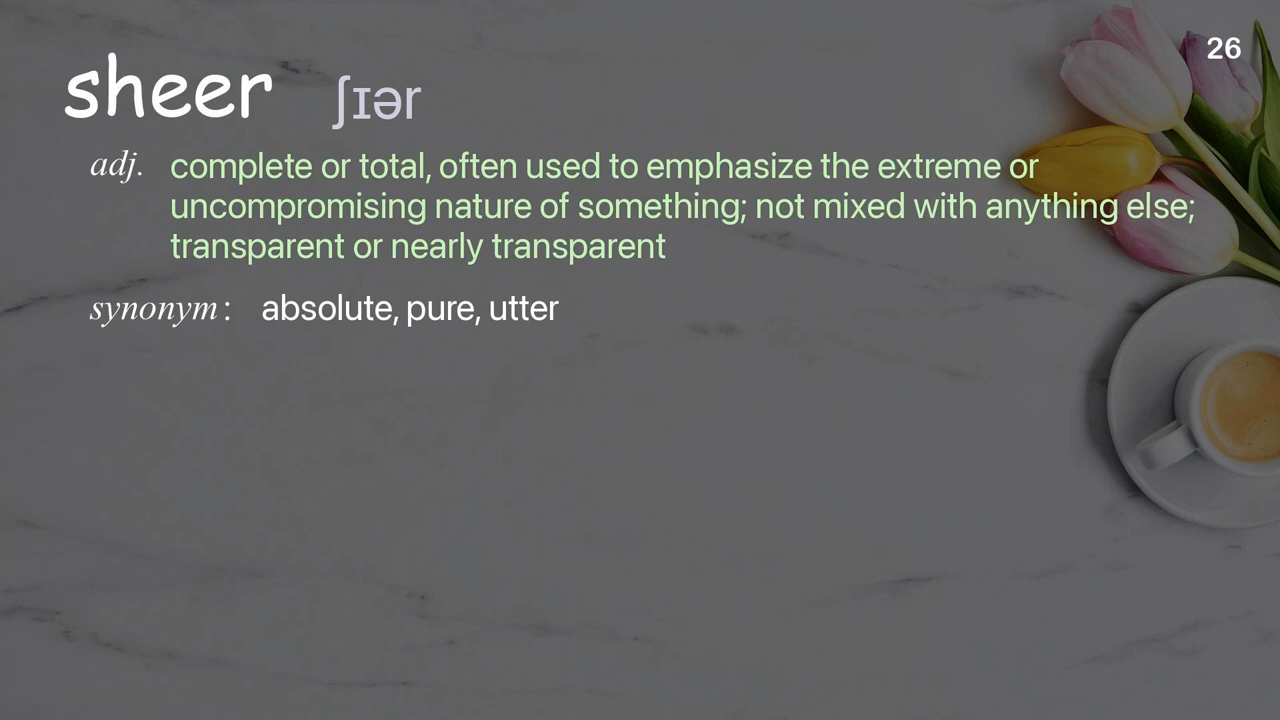 26
sheer ʃɪər
adj. complete or total, often used to emphasize the extreme or
uncompromising nature of something; not mixed with anything else;
transparent or nearly transparent
synonym: absolute, pure, utter